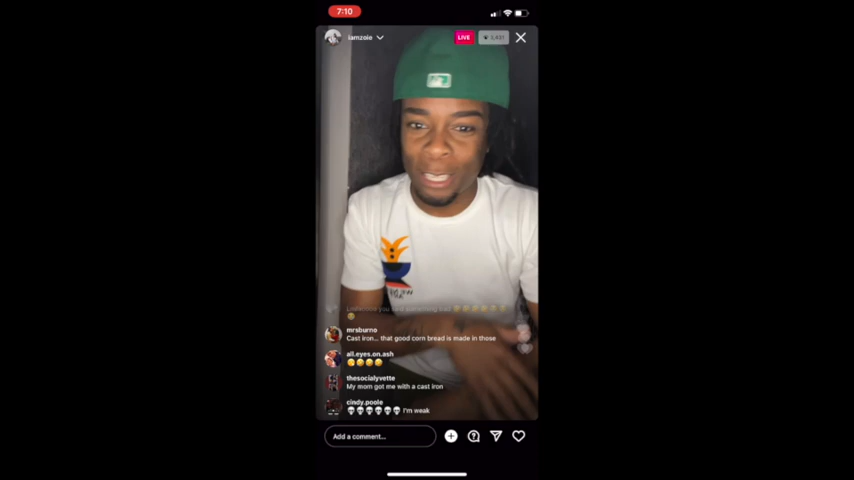 7:10
iamzoie
LIVE
mrsburno
Cast iron... that good corn bread is made in those
all.eyes.on.ash
🤣🤣🤣🤣
thesocialyvette
My mom got me with a cast iron
cindy.poole
💀💀💀💀💀💀 I'm weak
Add a comment...